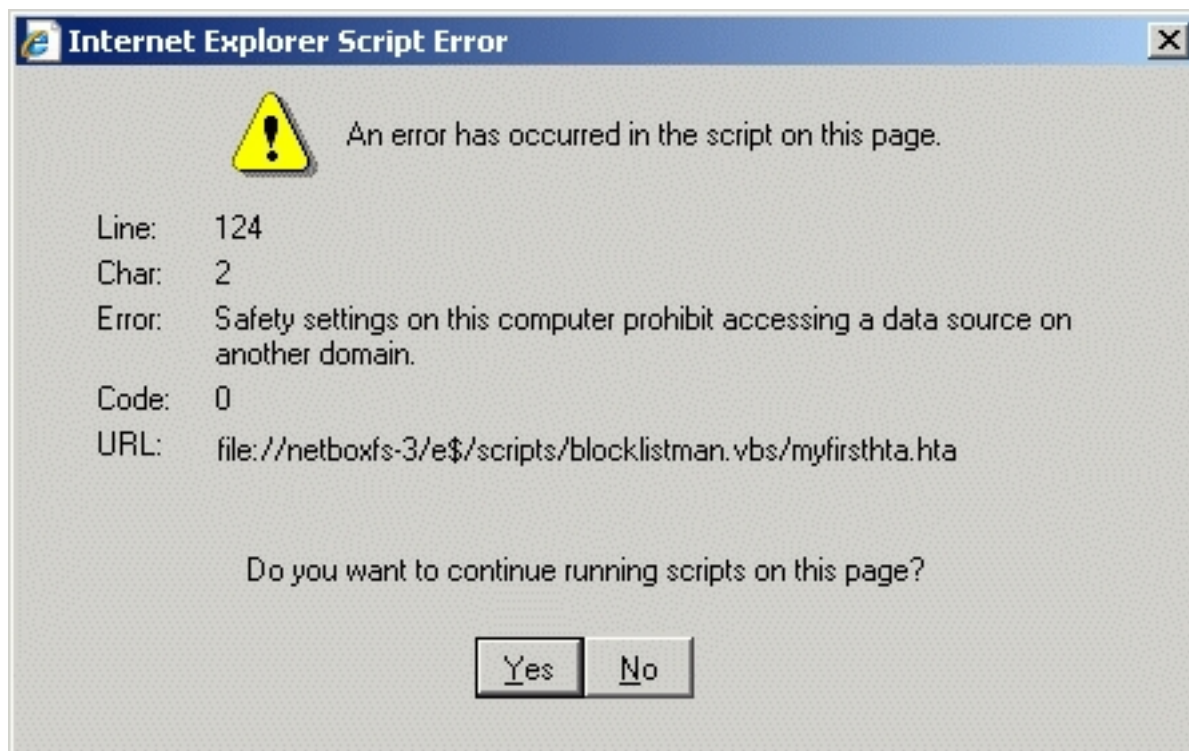 Internet Explorer Script Error
An error has occurred in the script on this page.
Line: 124
Char: 2
Error: Safety settings on this computer prohibit accessing a data source on
another domain.
Code: 0
URL: file://netboxfs-3/e$/scripts/blocklistman.vbs/myfirsthta.hta
Do you want to continue running scripts on this page?
Yes No